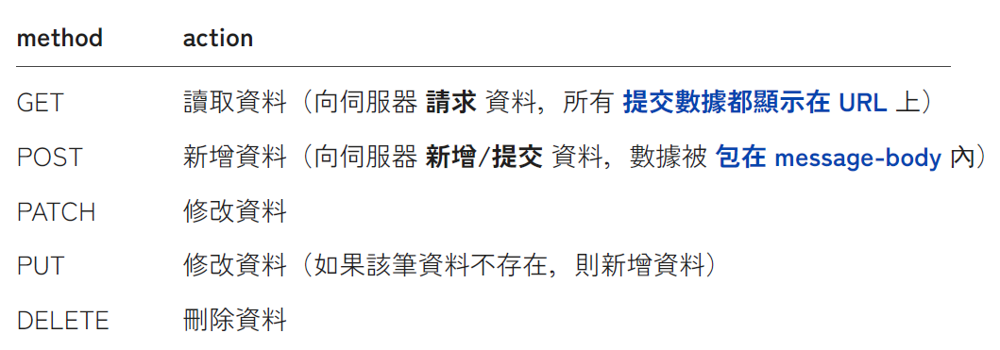 method action
GET 讀取資料（向伺服器 請求 資料，所有 提交數據都顯示在 URL 上）
POST 新增資料（向伺服器 新增/提交 資料，數據被 包在 message-body 內）
PATCH 修改資料
PUT 修改資料（如果該筆資料不存在，則新增資料）
DELETE 刪除資料